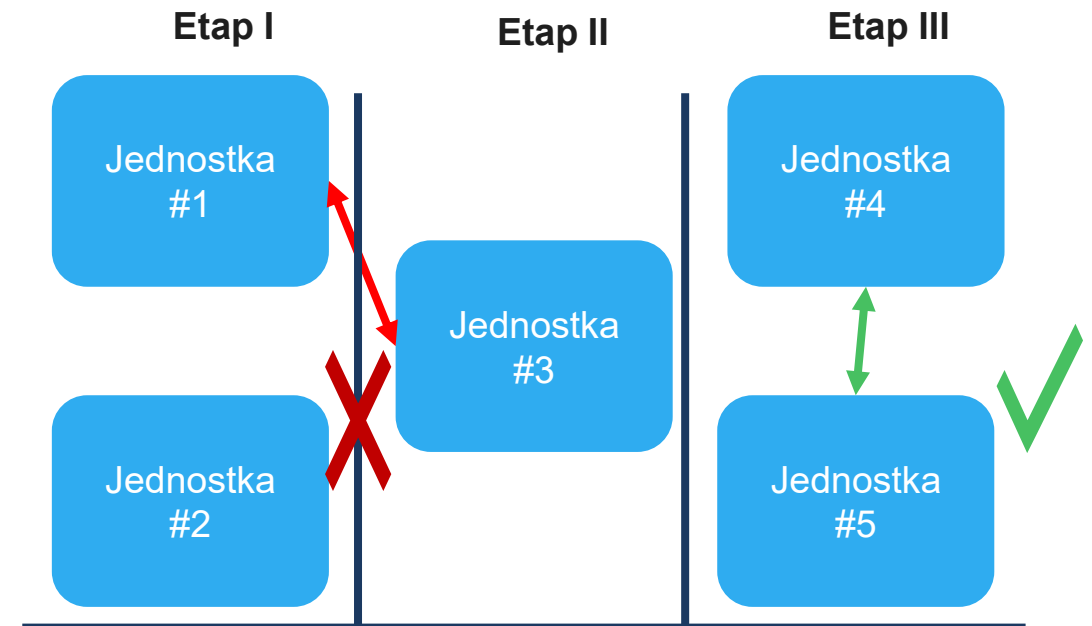 Etap I
Etap II
Etap III
Jednostka
#1
Jednostka
#4
Jednostka
#3
Jednostka
#2
Jednostka
#5